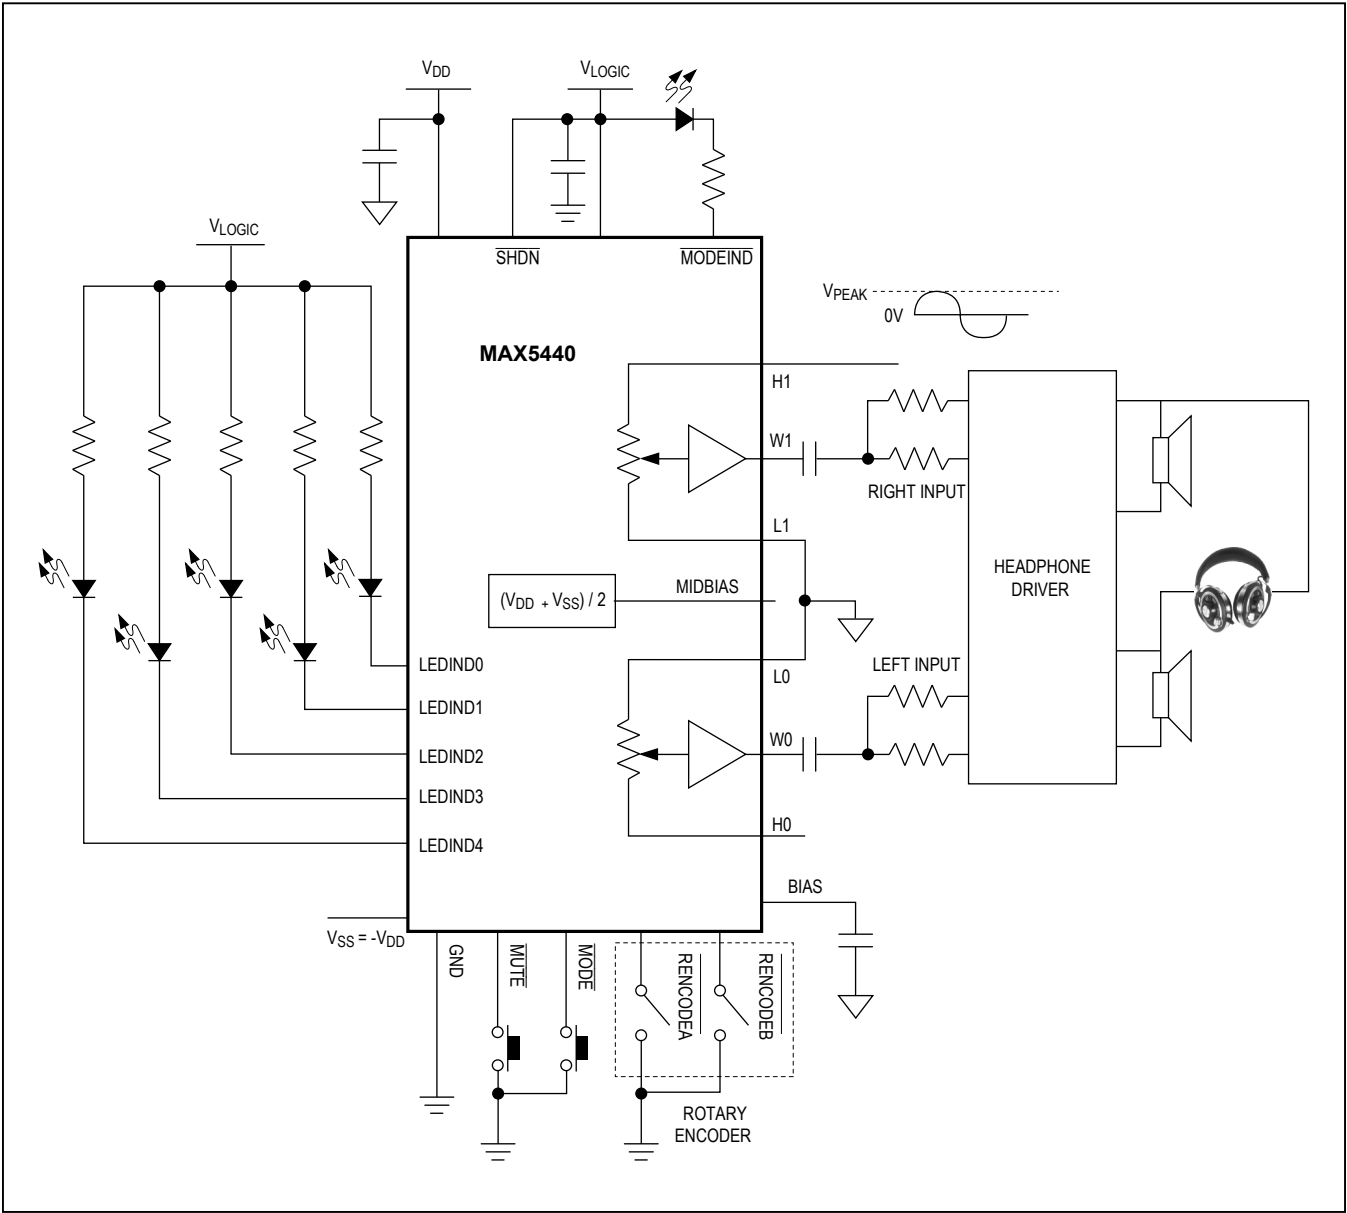 VDD
VLOGIC
VLOGIC
SHDN
MODEIND
MAX5440
VPEAK
0V
H1
W1
RIGHT INPUT
L1
(VDD + VSS) / 2
MIDBIAS
HEADPHONE
DRIVER
LEDIND0
LEDIND1
LEDIND2
LEDIND3
LEDIND4
L0
LEFT INPUT
W0
H0
BIAS
VSS = -VDD
GND
MUTE
MODE
RENCODEA
RENCODEB
ROTARY
ENCODER